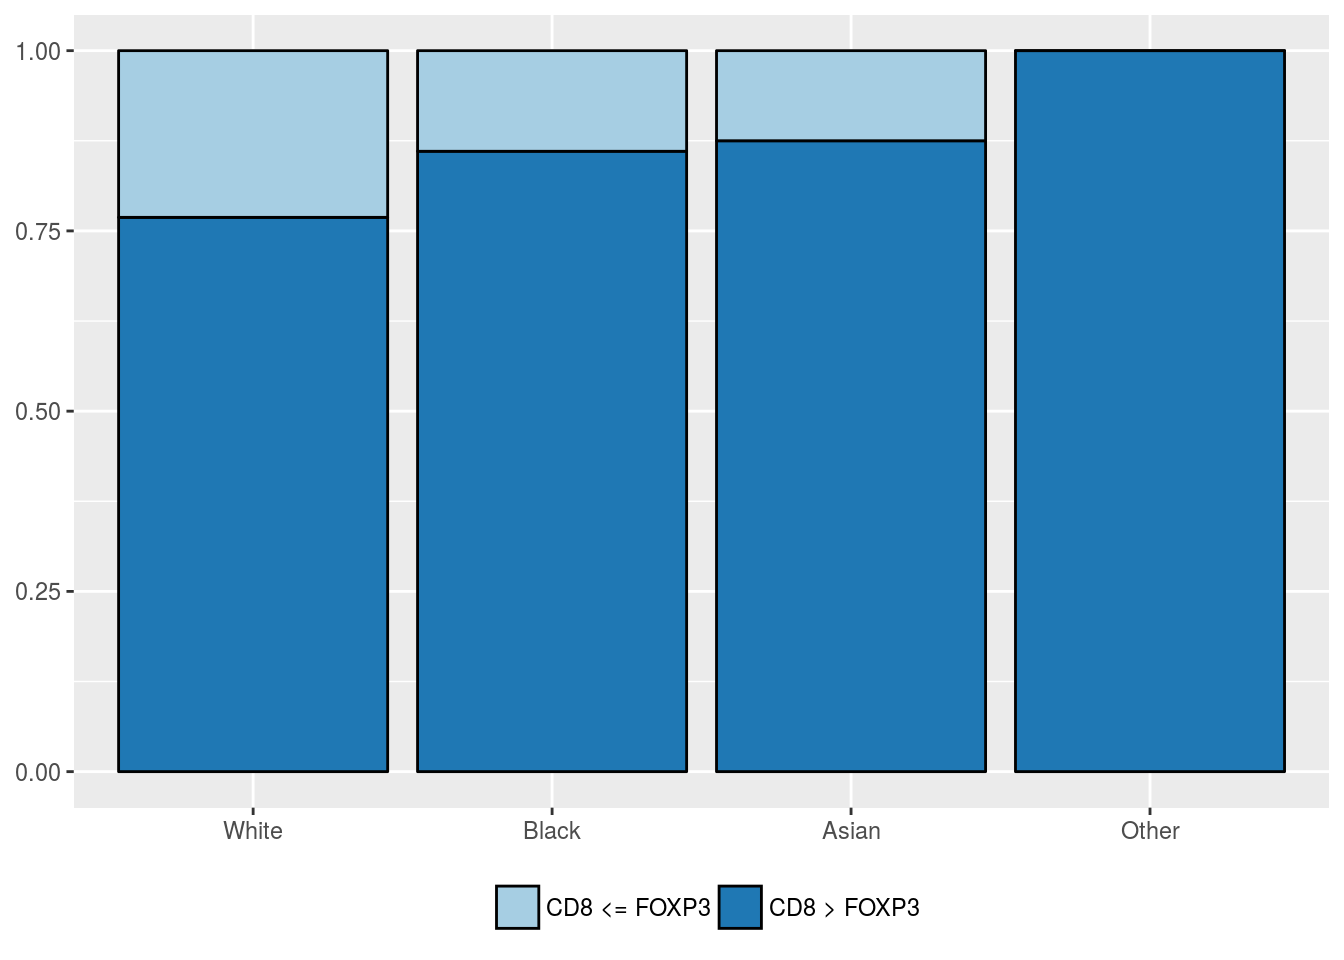 1.00
0.75
0.50
0.25
0.00
White Black Asian Other
CD8 <= FOXP3 CD8 > FOXP3